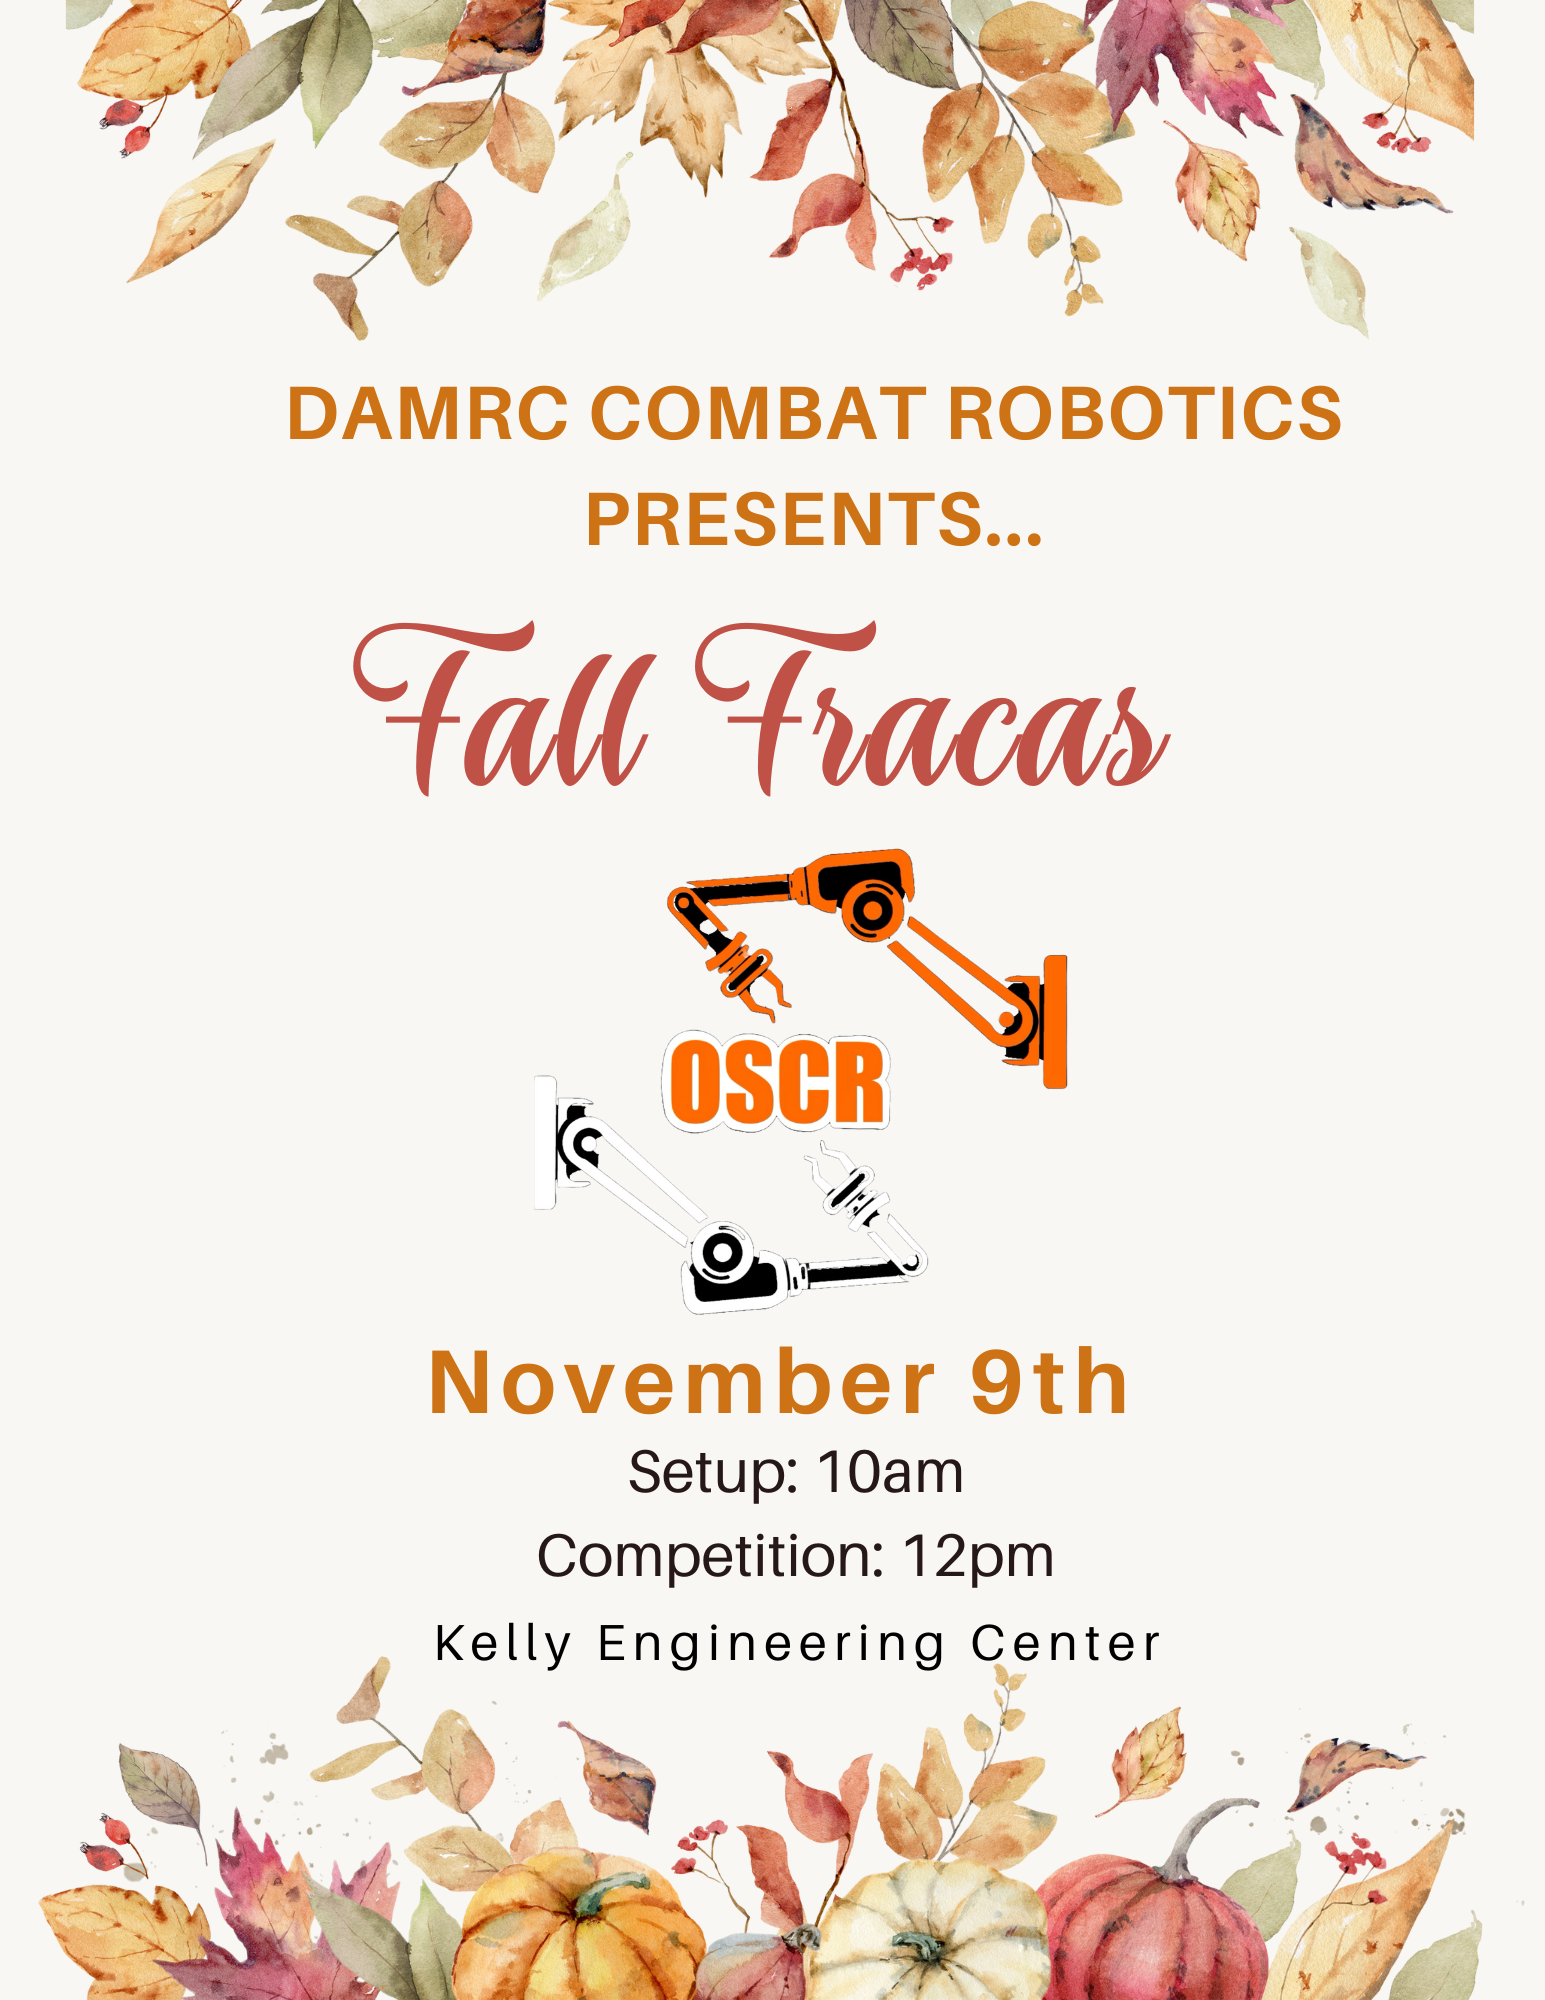 DAMRC COMBAT ROBOTICS
PRESENTS...
Fall Fracas
OSCR
November 9th
Setup: 10am
Competition: 12pm
Kelly Engineering Center